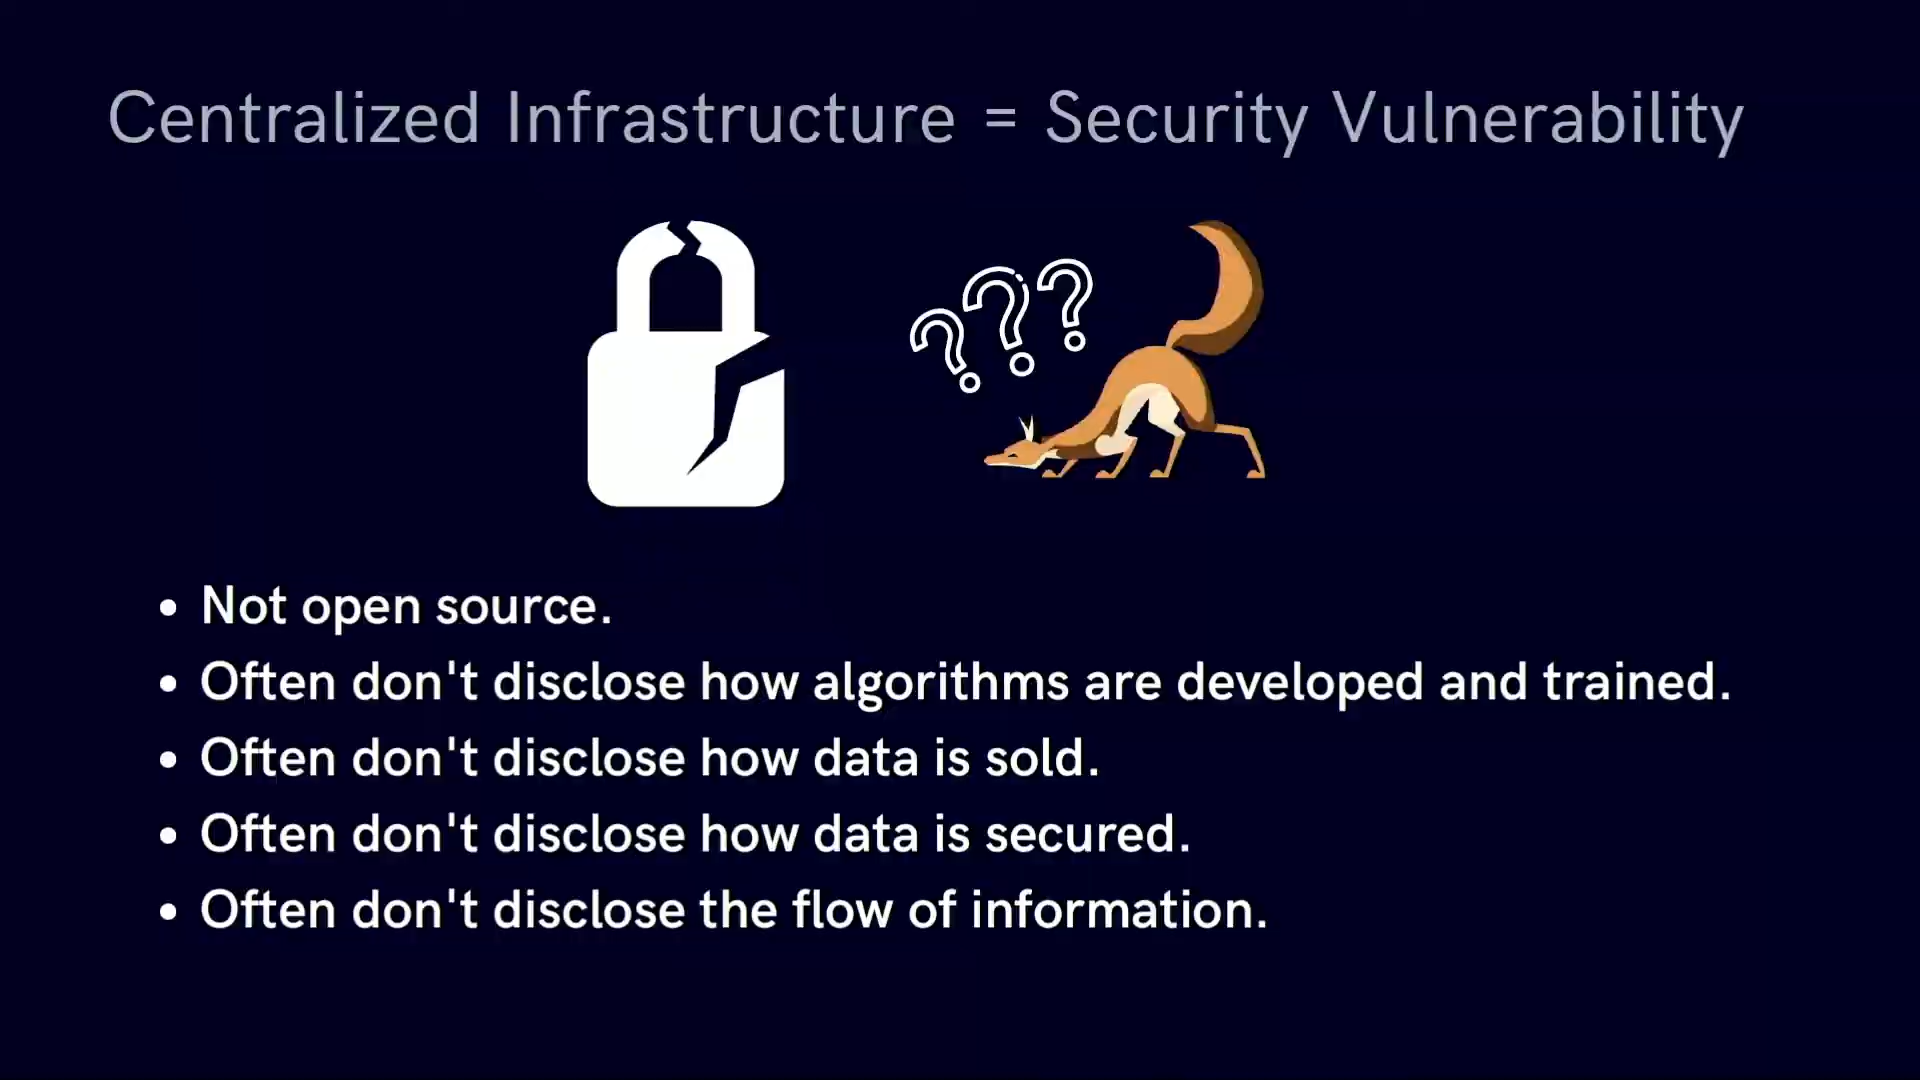 Centralized Infrastructure = Security Vulnerability
???
• Not open source.
• Often don't disclose how algorithms are developed and trained.
• Often don't disclose how data is sold.
• Often don't disclose how data is secured.
• Often don't disclose the flow of information.